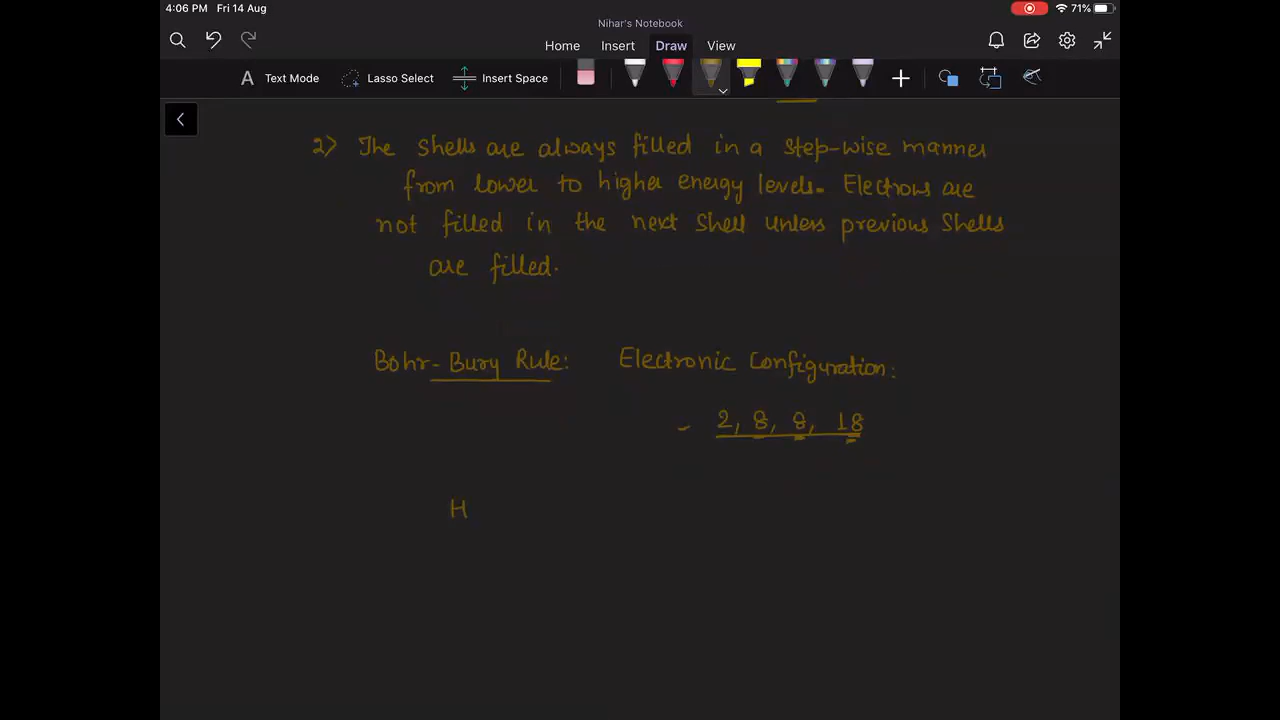 4:06 PM Fri 14 Aug
71%
Nihar's Notebook
Home Insert Draw View
A Text Mode Lasso Select Insert Space
2) The shells are always filled in a step-wise manner
from lower to higher energy levels. Electrons are
not filled in the next shell unless previous shells
are filled.
Bohr-Bury Rule: Electronic Configuration:
- 2, 8, 8, 18
H